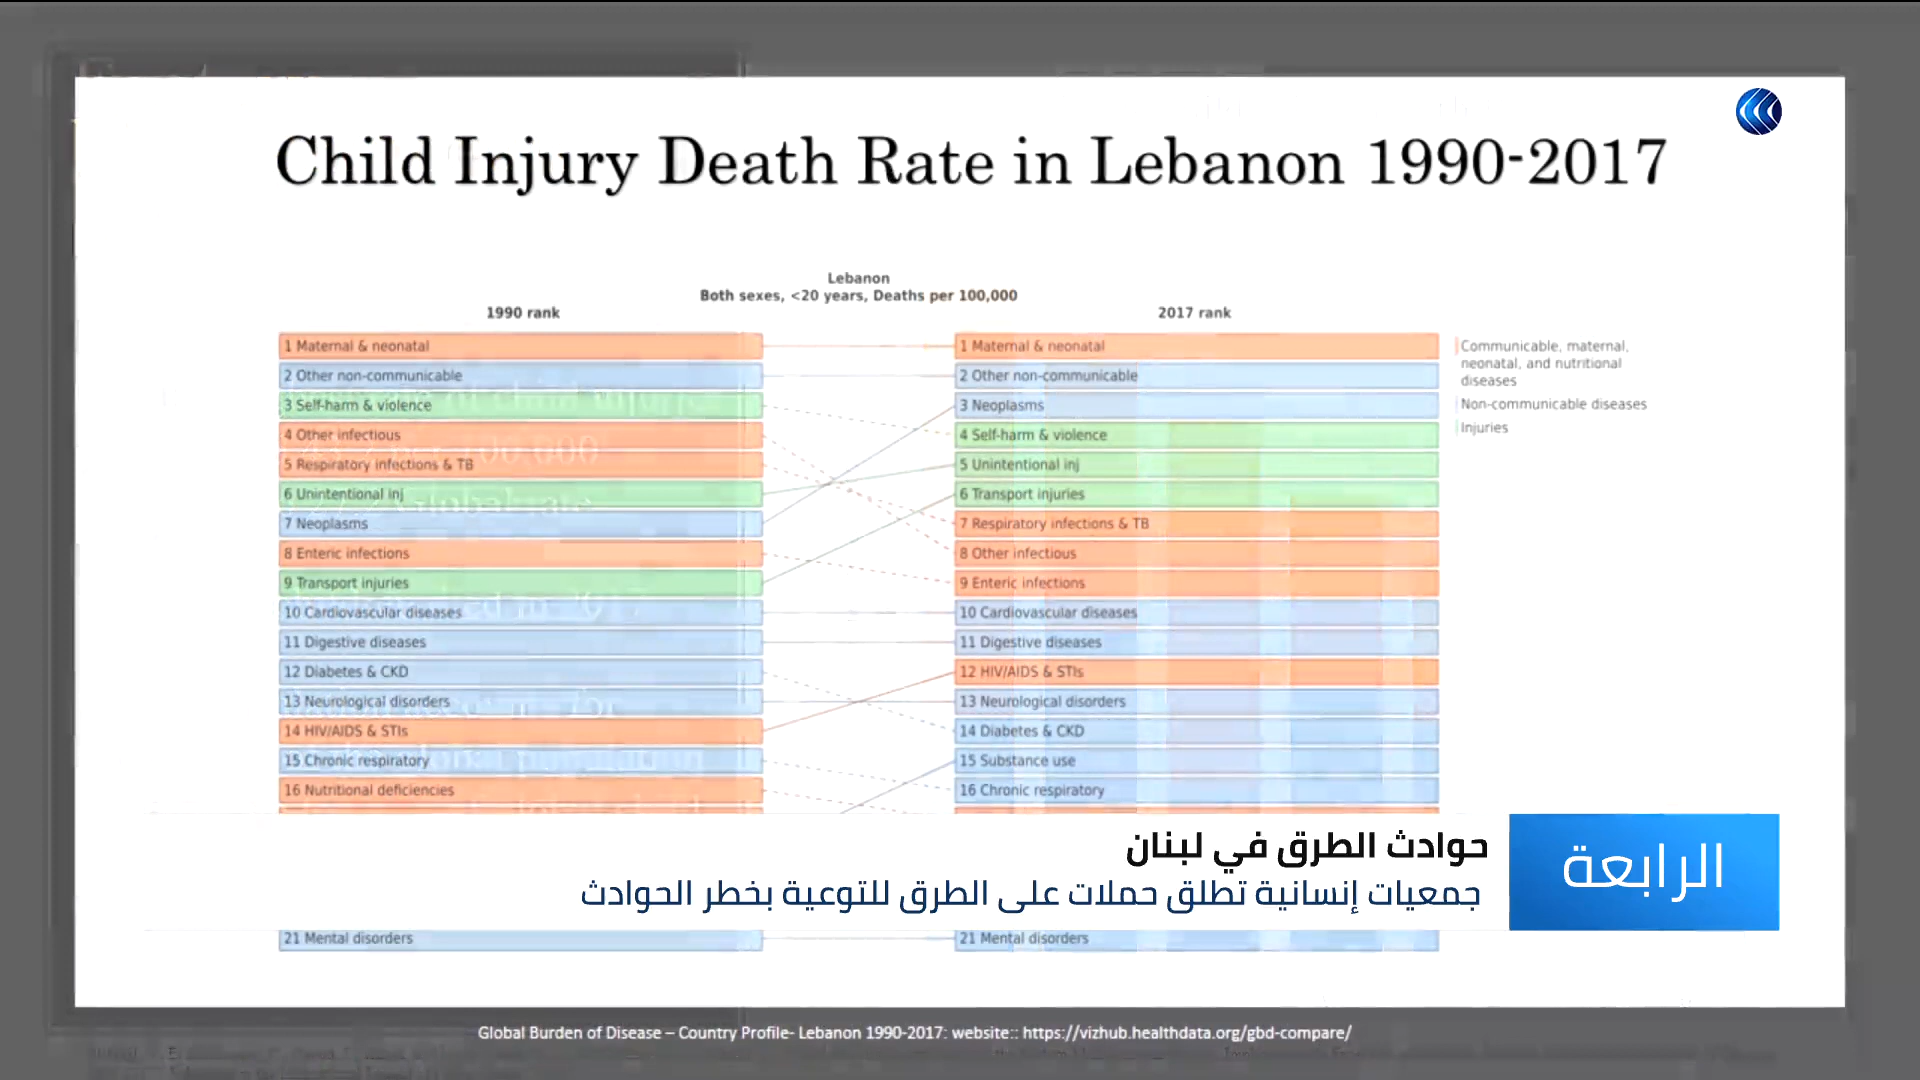 Child Injury Death Rate in Lebanon 1990-2017
Lebanon
Both sexes, <20 years, Deaths per 100,000
1990 rank
2017 rank
1 Maternal & neonatal
2 Other non-communicable
3 Self-harm & violence
4 Other infectious
5 Respiratory infections & TB
6 Unintentional inj
7 Neoplasms
8 Enteric infections
9 Transport injuries
10 Cardiovascular diseases
11 Digestive diseases
12 Diabetes & CKD
13 Neurological disorders
14 HIV/AIDS & STIs
15 Chronic respiratory
16 Nutritional deficiencies
21 Mental disorders
1 Maternal & neonatal
2 Other non-communicable
3 Neoplasms
4 Self-harm & violence
5 Unintentional inj
6 Transport injuries
7 Respiratory infections & TB
8 Other infectious
9 Enteric infections
10 Cardiovascular diseases
11 Digestive diseases
12 HIV/AIDS & STIs
13 Neurological disorders
14 Diabetes & CKD
15 Substance use
16 Chronic respiratory
21 Mental disorders
Communicable, maternal,
neonatal, and nutritional
diseases
Non-communicable diseases
Injuries
الرابعة
حوادث الطرق في لبنان
جمعيات إنسانية تطلق حملات على الطرق للتوعية بخطر الحوادث
Global Burden of Disease – Country Profile- Lebanon 1990-2017: website:: https://vizhub.healthdata.org/gbd-compare/